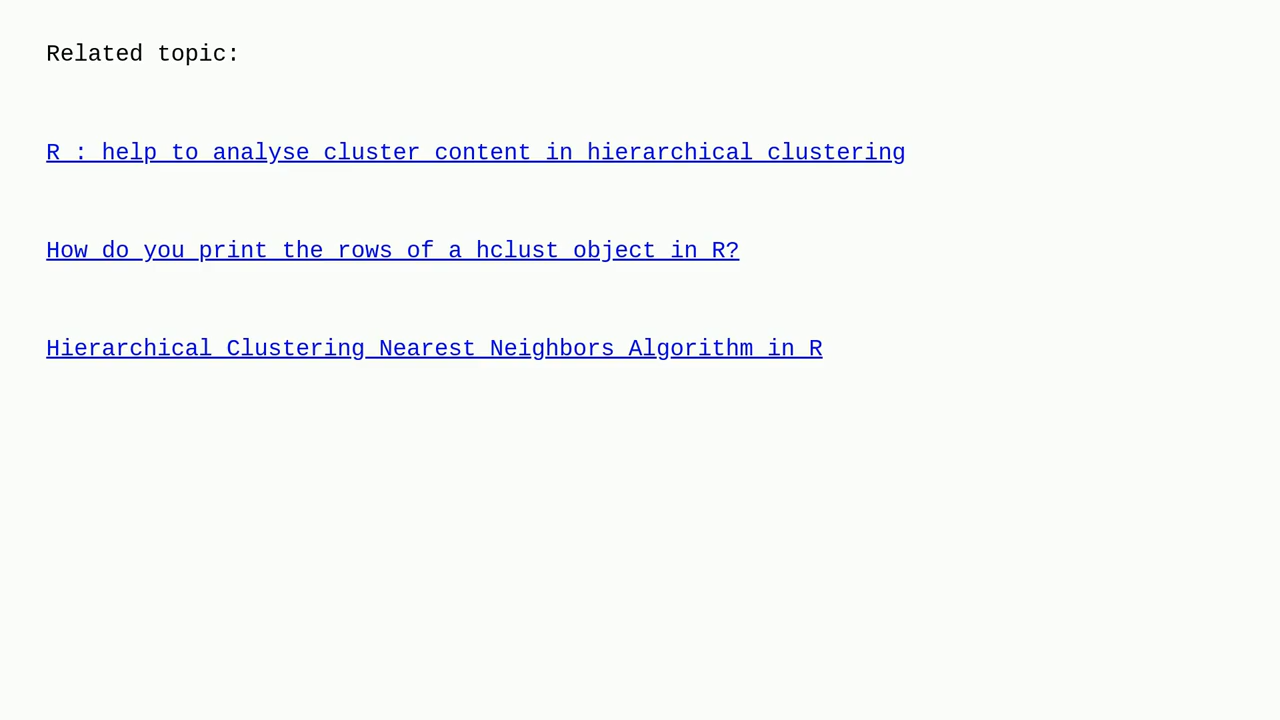 Related topic:
R : help to analyse cluster content in hierarchical clustering
How do you print the rows of a hclust object in R?
Hierarchical Clustering Nearest Neighbors Algorithm in R